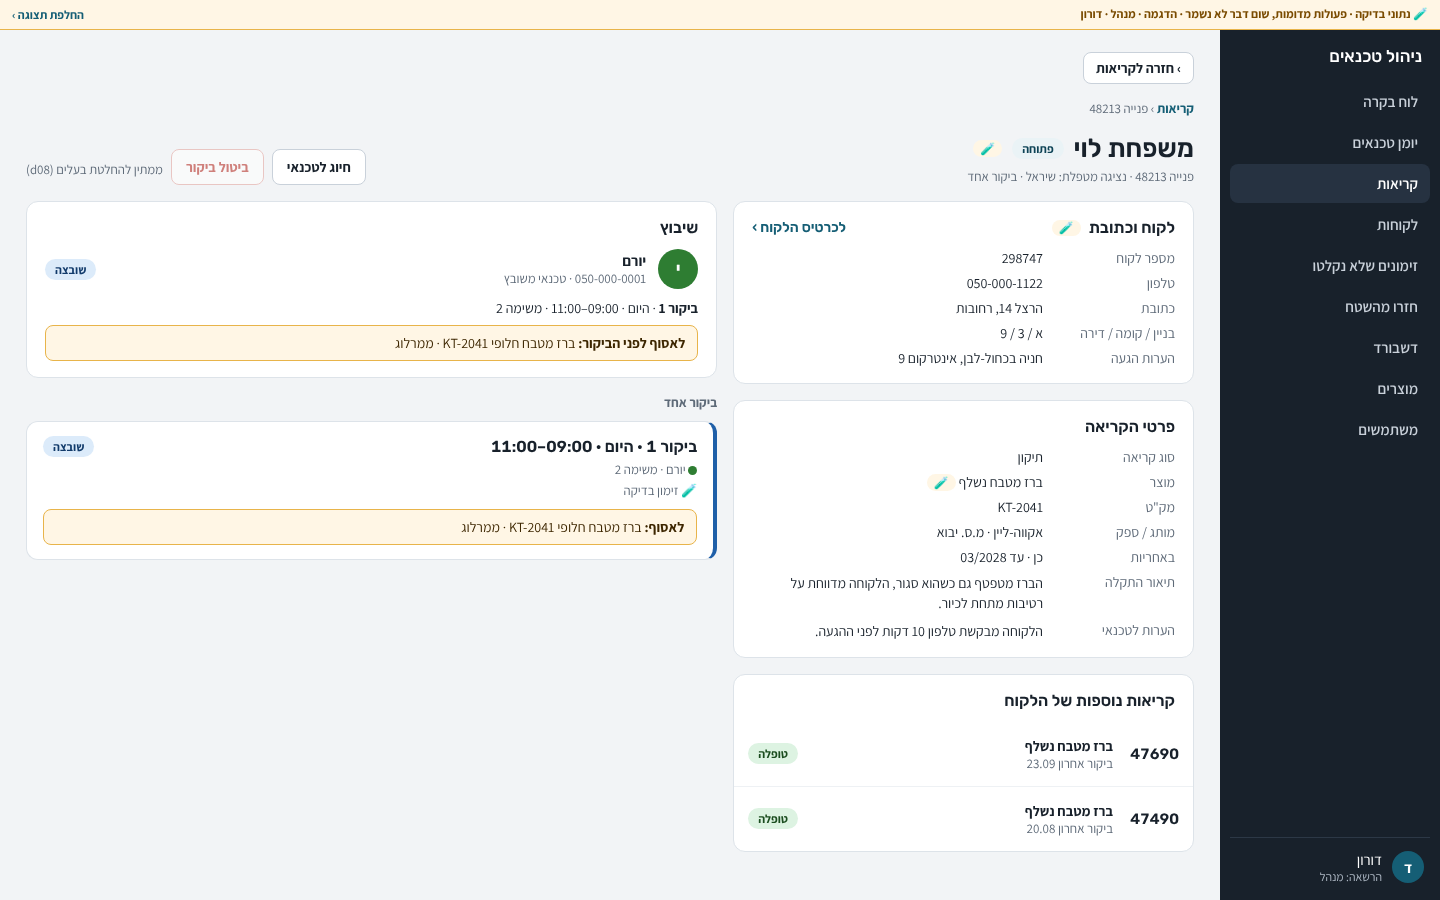 🧪 נתוני בדיקה · פעולות מדומות, שום דבר לא נשמר · הדגמה · מנהל · דורון
החלפת תצוגה ‹
ניהול טכנאים
לוח בקרה
יומן טכנאים
קריאות
לקוחות
זימונים שלא נקלטו
חזרו מהשטח
דשבורד
מוצרים
משתמשים
ד
דורון
הרשאה: מנהל
› חזרה לקריאות
קריאות › פנייה 48213
משפחת לוי פתוחה 🧪
פנייה 48213 · נציגה מטפלת: שיראל · ביקור אחד
חיוג לטכנאי
ביטול ביקור
ממתין להחלטת בעלים (d08)
לקוח וכתובת 🧪
לכרטיס הלקוח ‹
מספר לקוח 298747
טלפון 050-000-1122
כתובת הרצל 14, רחובות
בניין / קומה / דירה א / 3 / 9
הערות הגעה חניה בכחול-לבן, אינטרקום 9
פרטי הקריאה
סוג קריאה תיקון
מוצר ברז מטבח נשלף 🧪
מק"ט KT-2041
מותג / ספק אקווה-ליין · מ.ס. יבוא
באחריות כן · עד 03/2028
תיאור התקלה הברז מטפטף גם כשהוא סגור, הלקוחה מדווחת על
רטיבות מתחת לכיור.
הערות לטכנאי הלקוחה מבקשת טלפון 10 דקות לפני ההגעה.
קריאות נוספות של הלקוח
47690 ברז מטבח נשלף טופלה
ביקור אחרון 23.09
47490 ברז מטבח נשלף טופלה
ביקור אחרון 20.08
שיבוץ
י
יורם
050-000-0001 · טכנאי משובץ
שובצה
ביקור 1 · היום · 09:00–11:00 · משימה 2
לאסוף לפני הביקור: ברז מטבח חלופי KT-2041 · ממרלוג
ביקור אחד
ביקור 1 · היום · 09:00–11:00
שובצה
יורם · משימה 2
🧪 זימון בדיקה
לאסוף: ברז מטבח חלופי KT-2041 · ממרלוג